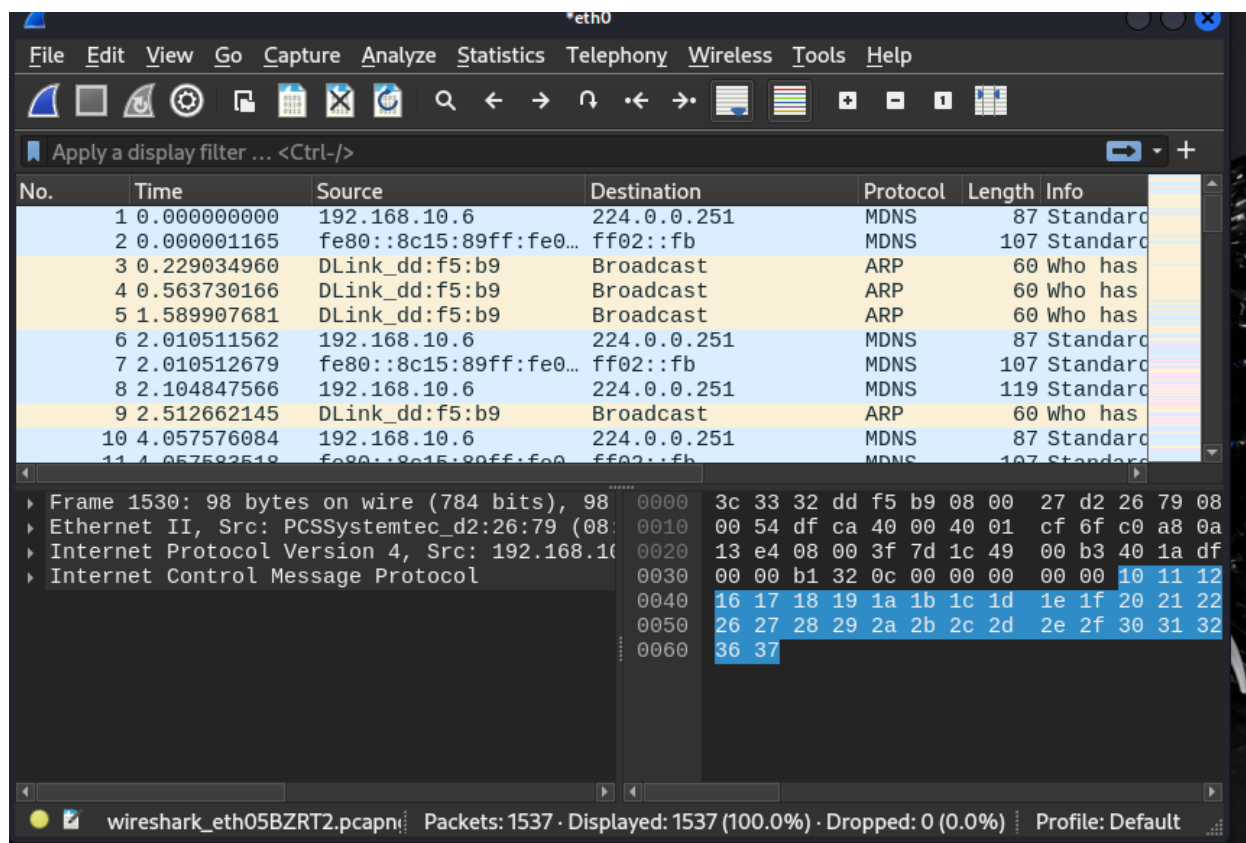 *eth0
File Edit View Go Capture Analyze Statistics Telephony Wireless Tools Help
Apply a display filter … <Ctrl-/>
No. Time Source Destination Protocol Length Info
1 0.000000000 192.168.10.6 224.0.0.251 MDNS 87 Standard
2 0.000001165 fe80::8c15:89ff:fe0… ff02::fb MDNS 107 Standard
3 0.229034960 DLink_dd:f5:b9 Broadcast ARP 60 Who has
4 0.563730166 DLink_dd:f5:b9 Broadcast ARP 60 Who has
5 1.589907681 DLink_dd:f5:b9 Broadcast ARP 60 Who has
6 2.010511562 192.168.10.6 224.0.0.251 MDNS 87 Standard
7 2.010512679 fe80::8c15:89ff:fe0… ff02::fb MDNS 107 Standard
8 2.104847566 192.168.10.6 224.0.0.251 MDNS 119 Standard
9 2.512662145 DLink_dd:f5:b9 Broadcast ARP 60 Who has
10 4.057576084 192.168.10.6 224.0.0.251 MDNS 87 Standard
11 4.057583518 fe80::8c15:89ff:fe0… ff02::fb MDNS 107 Standard
Frame 1530: 98 bytes on wire (784 bits), 98
Ethernet II, Src: PCSSystemtec_d2:26:79 (08:
Internet Protocol Version 4, Src: 192.168.10
Internet Control Message Protocol
0000 3c 33 32 dd f5 b9 08 00 27 d2 26 79 08
0010 00 54 df ca 40 00 40 01 cf 6f c0 a8 0a
0020 13 e4 08 00 3f 7d 1c 49 00 b3 40 1a df
0030 00 00 b1 32 0c 00 00 00 00 00 10 11 12
0040 16 17 18 19 1a 1b 1c 1d 1e 1f 20 21 22
0050 26 27 28 29 2a 2b 2c 2d 2e 2f 30 31 32
0060 36 37
wireshark_eth05BZRT2.pcapng Packets: 1537 · Displayed: 1537 (100.0%) · Dropped: 0 (0.0%) Profile: Default